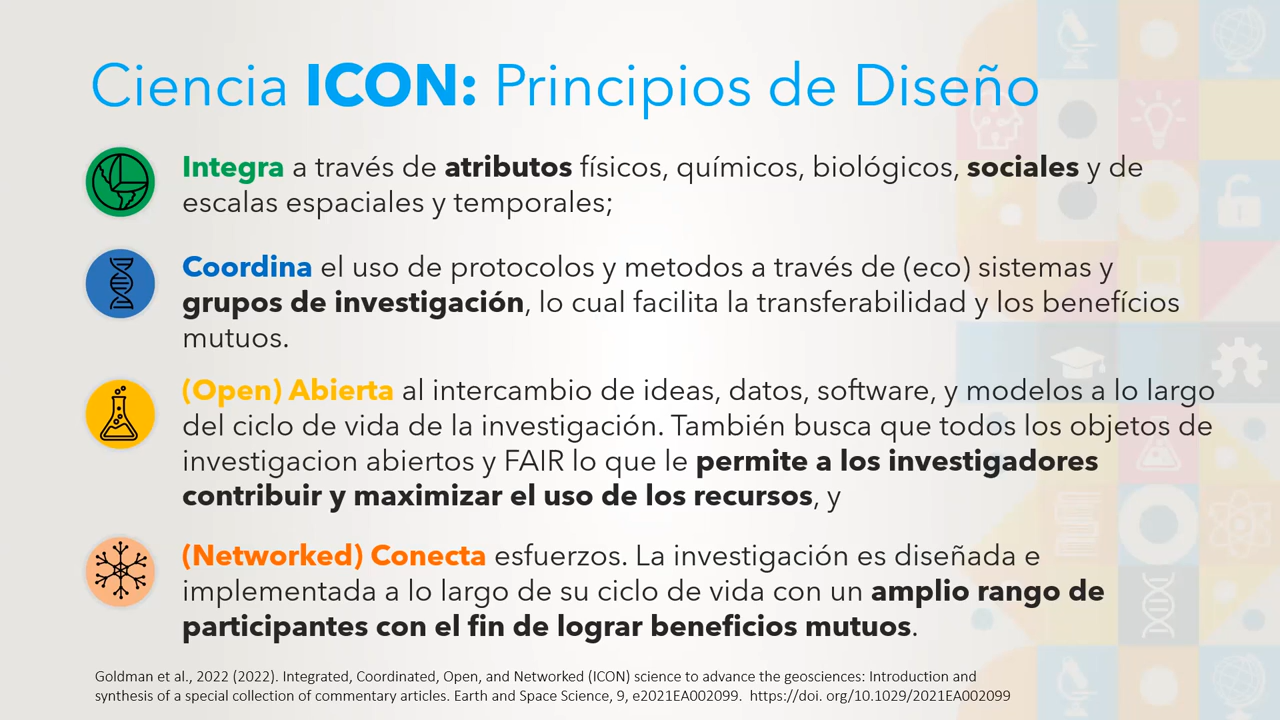 Ciencia ICON: Principios de Diseño
Integra a través de atributos físicos, químicos, biológicos, sociales y de
escalas espaciales y temporales;
Coordina el uso de protocolos y metodos a través de (eco) sistemas y
grupos de investigación, lo cual facilita la transferabilidad y los benefícios
mutuos.
(Open) Abierta al intercambio de ideas, datos, software, y modelos a lo largo
del ciclo de vida de la investigación. También busca que todos los objetos de
investigacion abiertos y FAIR lo que le permite a los investigadores
contribuir y maximizar el uso de los recursos, y
(Networked) Conecta esfuerzos. La investigación es diseñada e
implementada a lo largo de su ciclo de vida con un amplio rango de
participantes con el fin de lograr beneficios mutuos.
Goldman et al., 2022 (2022). Integrated, Coordinated, Open, and Networked (ICON) science to advance the geosciences: Introduction and
synthesis of a special collection of commentary articles. Earth and Space Science, 9, e2021EA002099. https://doi. org/10.1029/2021EA002099